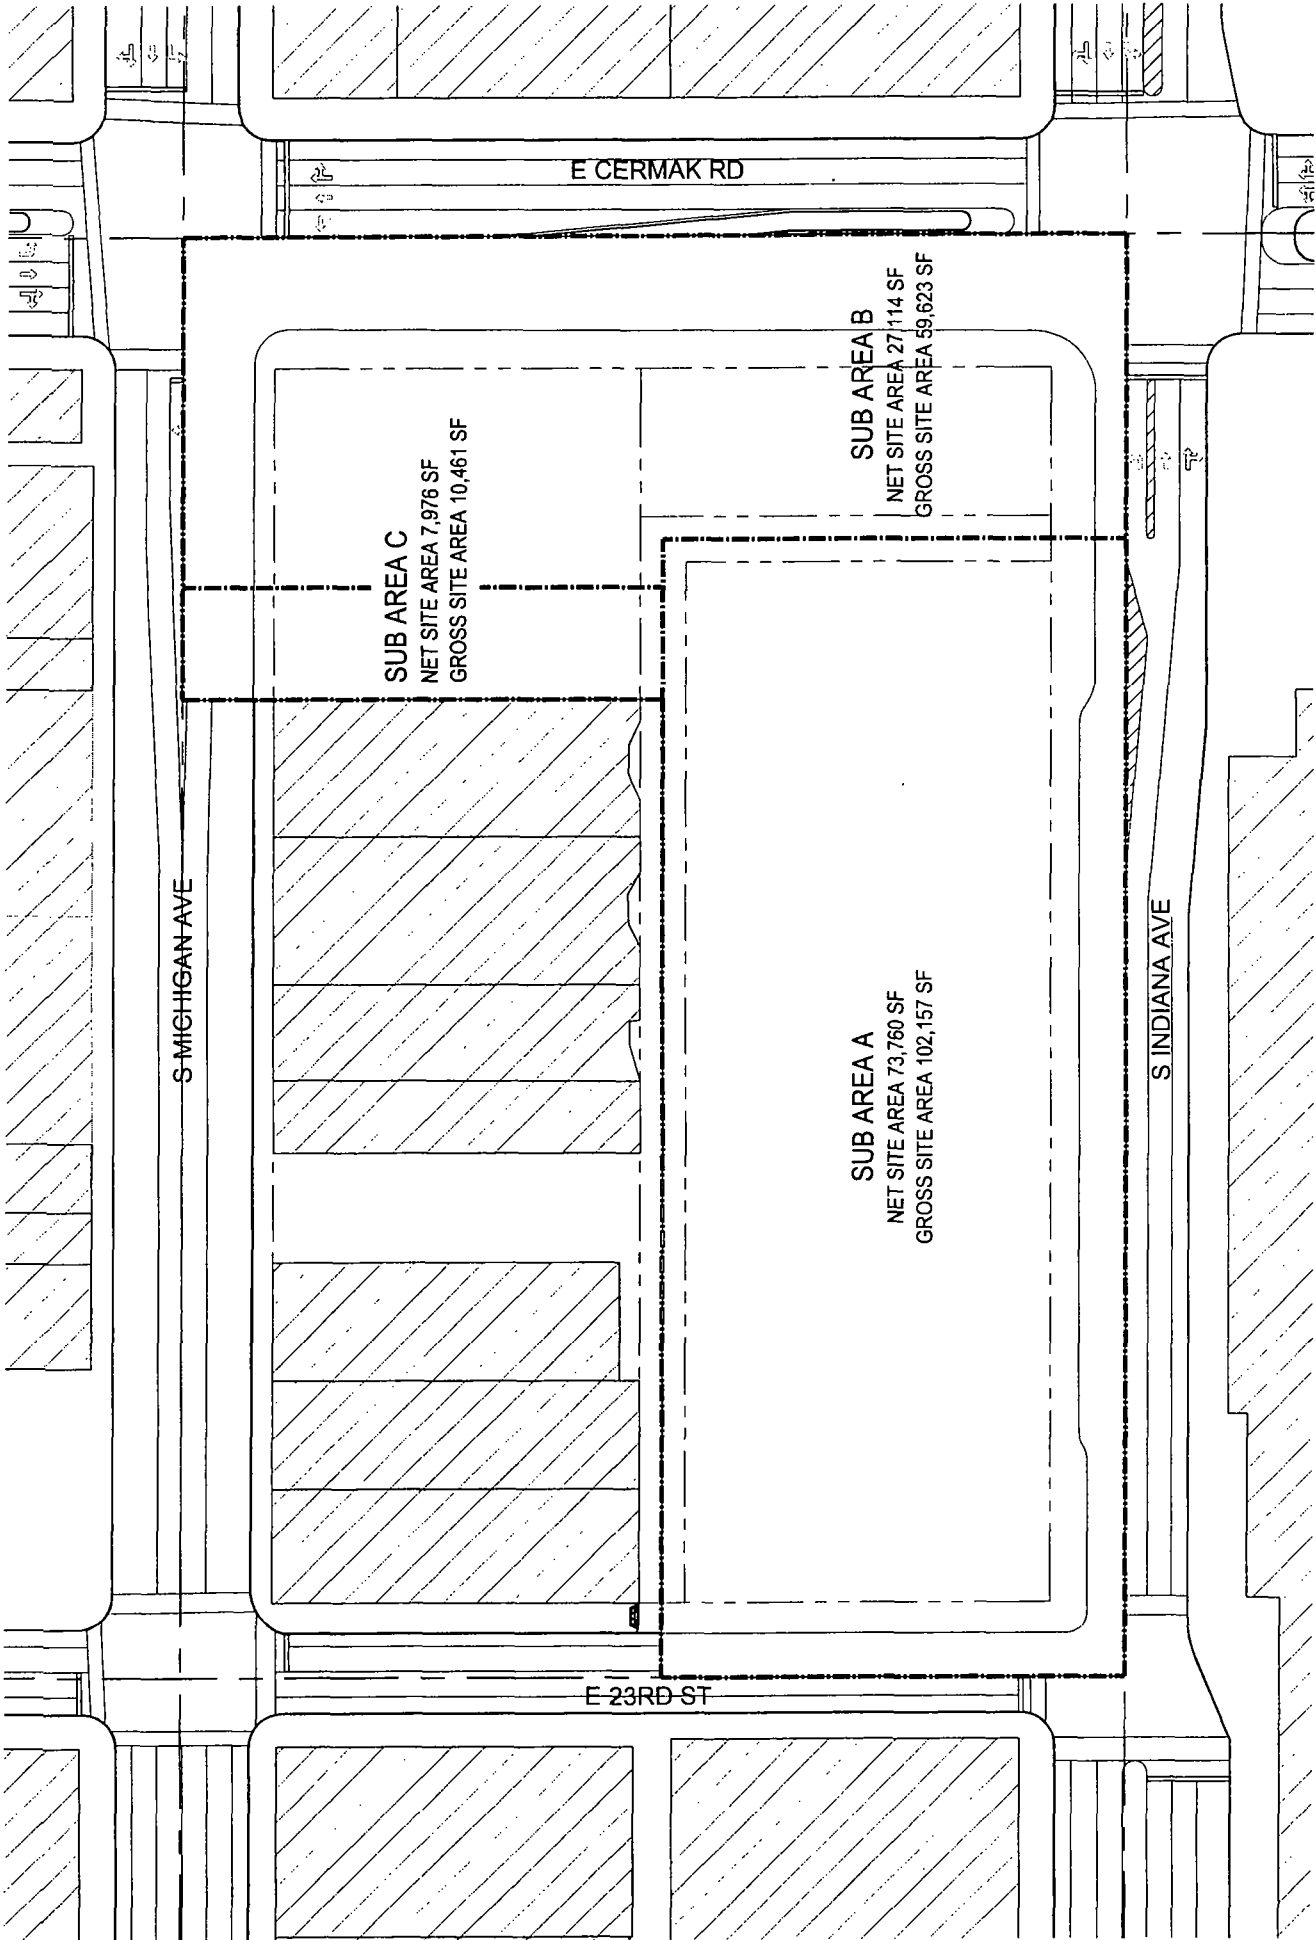 E CERMAK RD
SUB AREA B
NET SITE AREA 27,114 SF
GROSS SITE AREA 59,623 SF
SUB AREA C
NET SITE AREA 7,976 SF
GROSS SITE AREA 10,461 SF
S MICHIGAN AVE
SUB AREA A
NET SITE AREA 73,760 SF
GROSS SITE AREA 102,157 SF
S INDIANA AVE
E 23RD ST